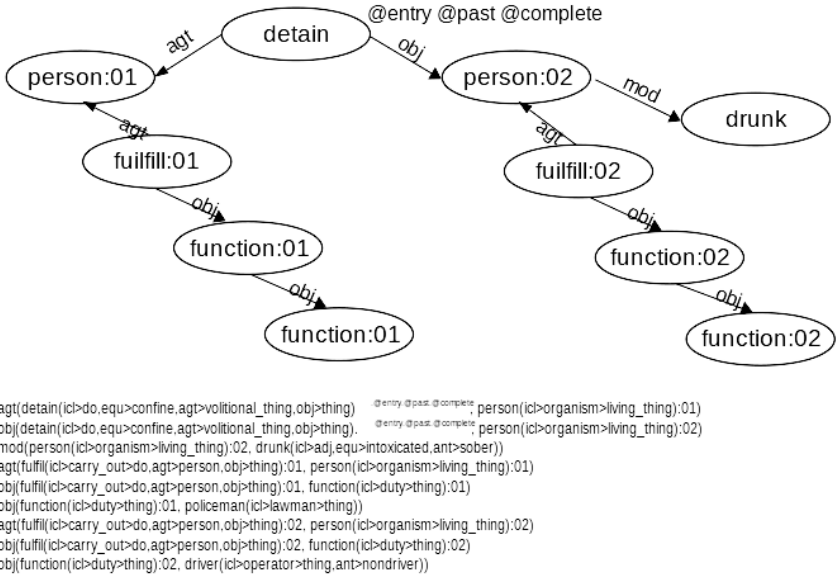 @entry @past @complete
detain
agt
obj
person:01
person:02
mod
drunk
agt
agt
fuilfill:01
fuilfill:02
obj
obj
function:01
function:02
obj
obj
function:01
function:02
agt(detain(icl>do,equ>confine,agt>volitional_thing,obj>thing) .@entry.@past.@complete; person(icl>organism>living_thing):01)
obj(detain(icl>do,equ>confine,agt>volitional_thing,obj>thing). .@entry.@past.@complete; person(icl>organism>living_thing):02)
mod(person(icl>organism>living_thing):02, drunk(icl>adj,equ>intoxicated,ant>sober))
agt(fulfil(icl>carry_out>do,agt>person,obj>thing):01, person(icl>organism>living_thing):01)
obj(fulfil(icl>carry_out>do,agt>person,obj>thing):01, function(icl>duty>thing):01)
obj(function(icl>duty>thing):01, policeman(icl>lawman>thing))
agt(fulfil(icl>carry_out>do,agt>person,obj>thing):02, person(icl>organism>living_thing):02)
obj(fulfil(icl>carry_out>do,agt>person,obj>thing):02, function(icl>duty>thing):02)
obj(function(icl>duty>thing):02, driver(icl>operator>thing,ant>nondriver))